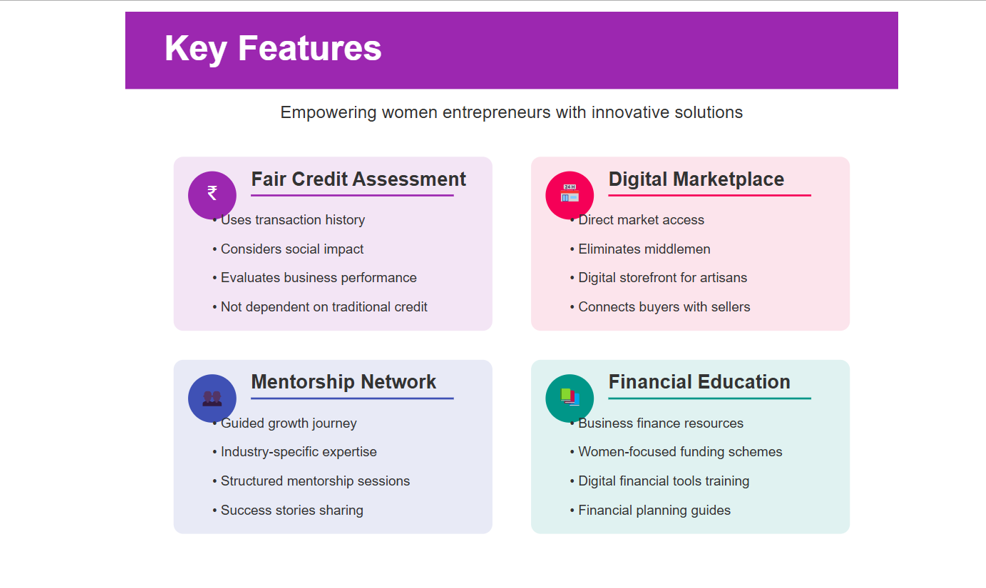 Key Features
Empowering women entrepreneurs with innovative solutions
₹
Fair Credit Assessment
• Uses transaction history
• Considers social impact
• Evaluates business performance
• Not dependent on traditional credit
Digital Marketplace
• Direct market access
• Eliminates middlemen
• Digital storefront for artisans
• Connects buyers with sellers
Mentorship Network
• Guided growth journey
• Industry-specific expertise
• Structured mentorship sessions
• Success stories sharing
Financial Education
• Business finance resources
• Women-focused funding schemes
• Digital financial tools training
• Financial planning guides